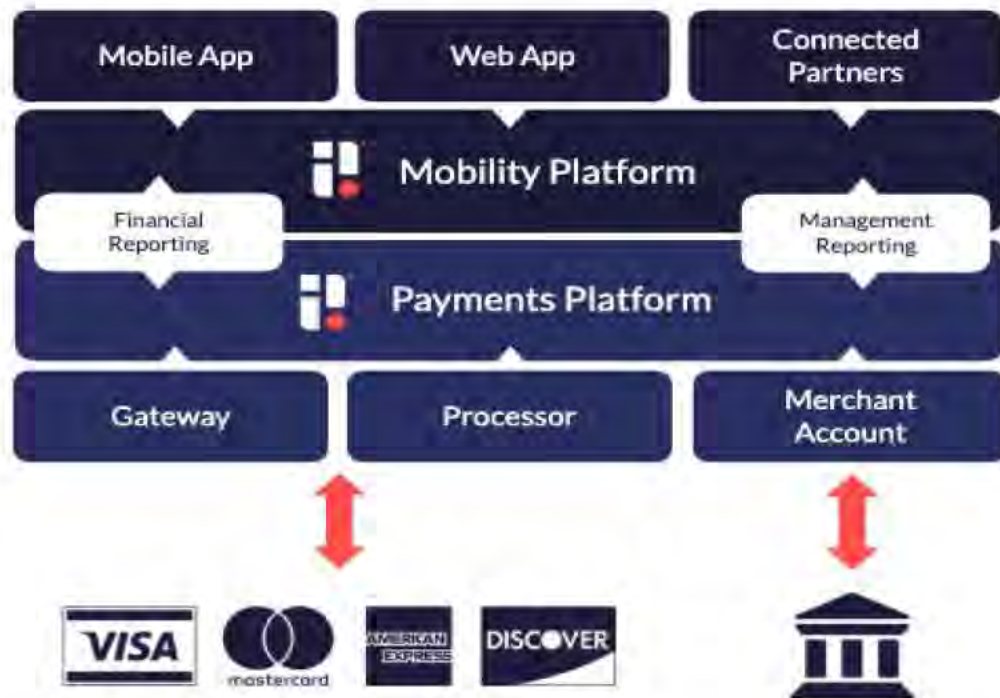 Mobile App
Web App
Connected
Partners
Mobility Platform
Financial
Reporting
Management
Reporting
Payments Platform
Gateway
Processor
Merchant
Account
VISA
mastercard
AMERICAN
EXPRESS
DISCOVER